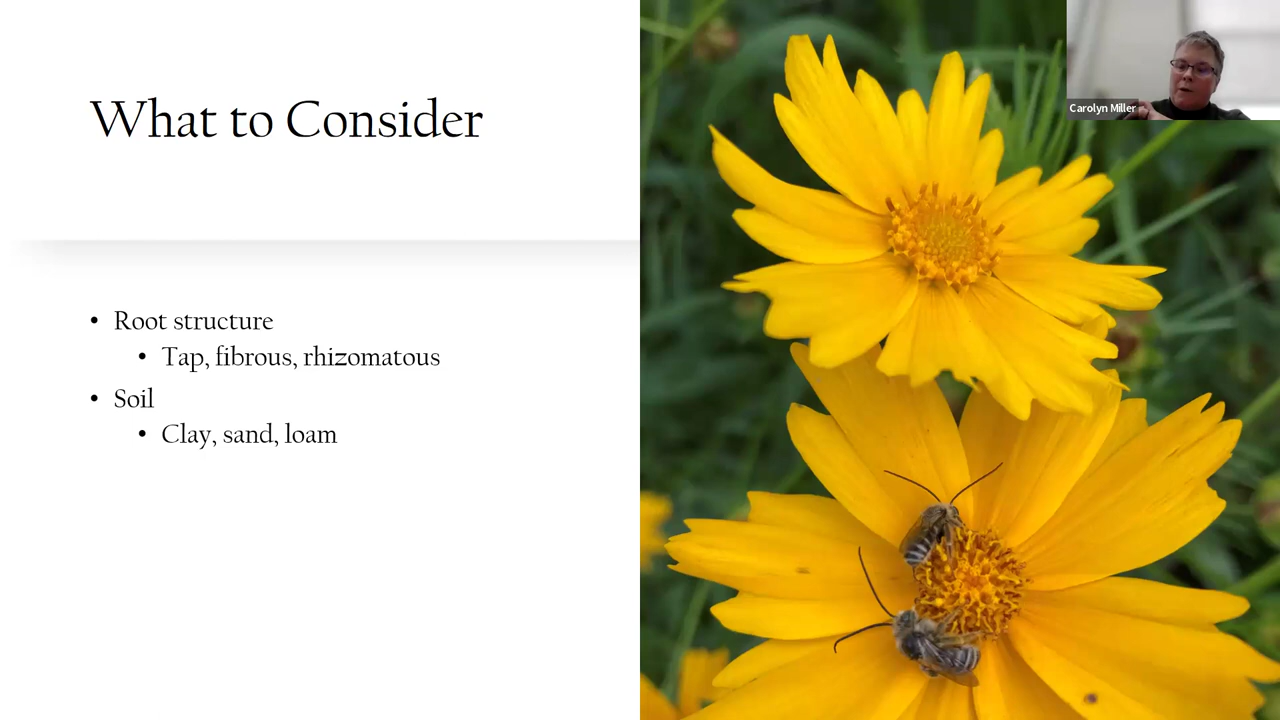 What to Consider
• Root structure
• Tap, fibrous, rhizomatous
• Soil
• Clay, sand, loam
Carolyn Miller